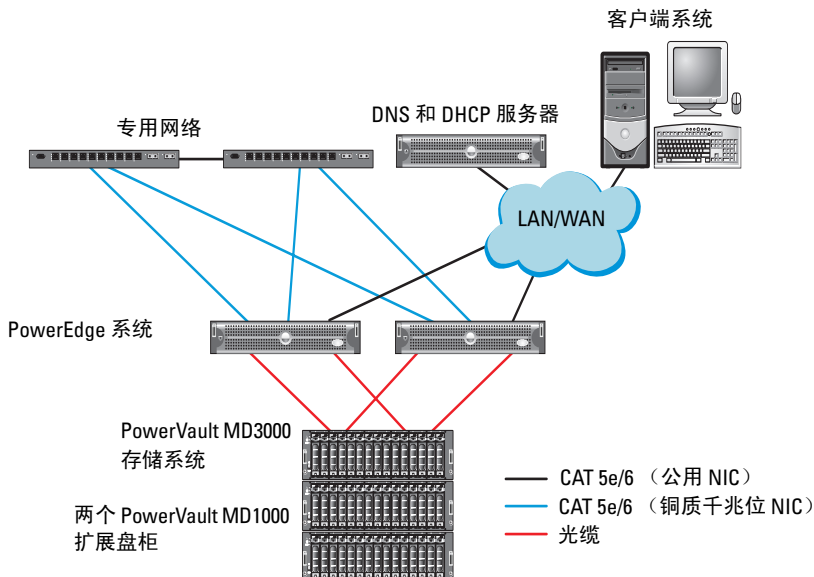 客户端系统
DNS 和 DHCP 服务器
专用网络
LAN/WAN
PowerEdge 系统
PowerVault MD3000
存储系统
两个 PowerVault MD1000
扩展盘柜
CAT 5e/6 （公用 NIC）
CAT 5e/6 （铜质千兆位 NIC）
光缆